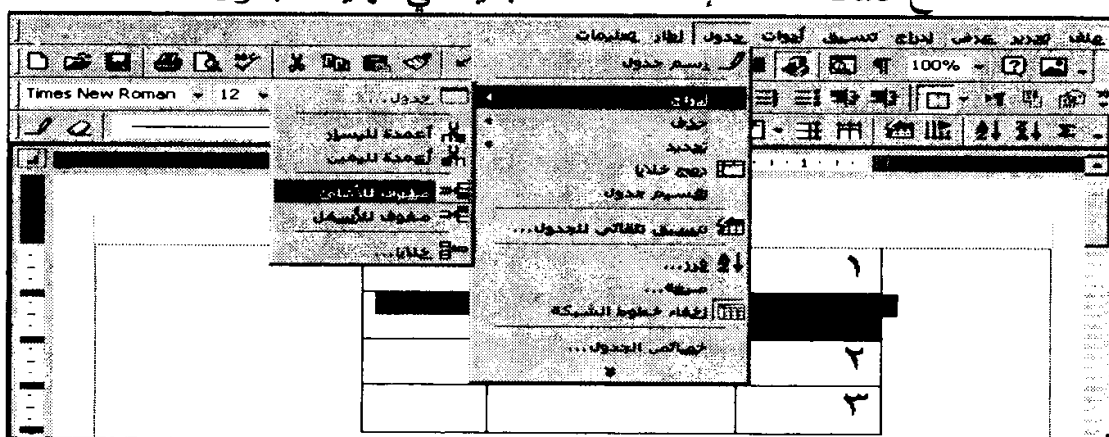 ملف تحرير عرض إدراج تنسيق أدوات جدول إطار تعليمات
رسم جدول
100%
Times New Roman 12
إدراج
حذف
تحديد
دمج خلايا
تقسيم جدول
تنسيق تلقائي للجدول...
فرز...
صيغة...
إخفاء خطوط الشبكة
خصائص الجدول...
جدول...
أعمدة لليسار
أعمدة لليمين
صفوف للأعلى
صفوف للأسفل
خلايا...
1
١
٢
٣